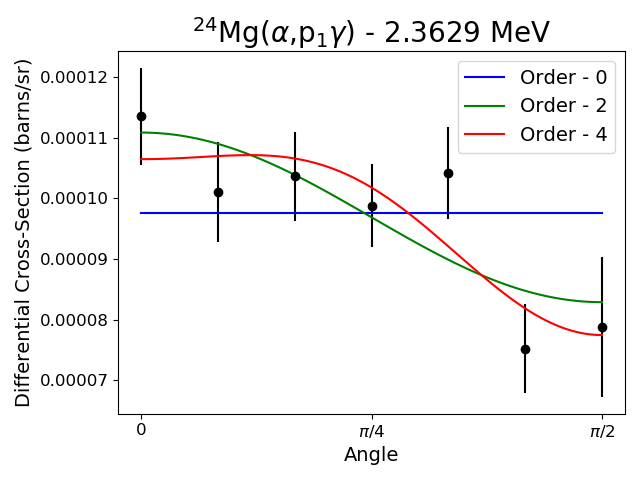 ²⁴Mg(α,p₁γ) - 2.3629 MeV
Order - 0
Order - 2
Order - 4
Differential Cross-Section (barns/sr)
0.00012
0.00011
0.00010
0.00009
0.00008
0.00007
0
π/4
π/2
Angle